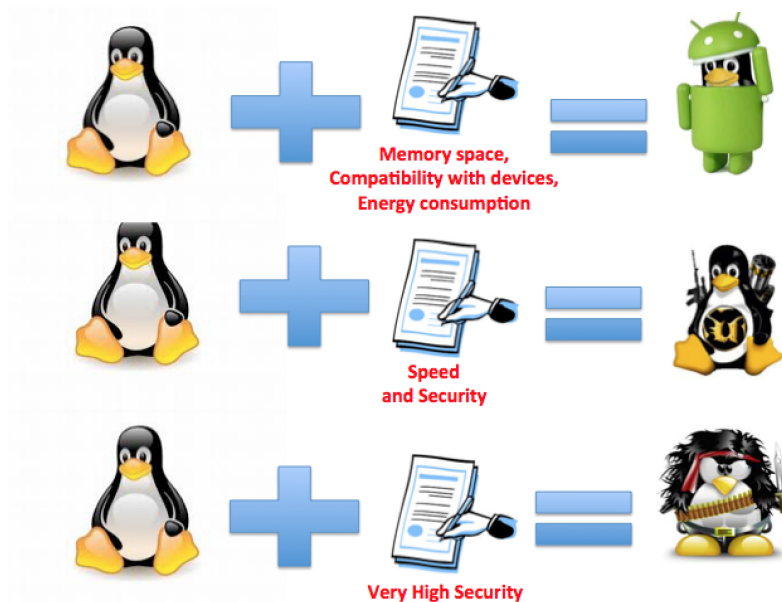 Memory space,
Compatibility with devices,
Energy consumption
Speed
and Security
Very High Security